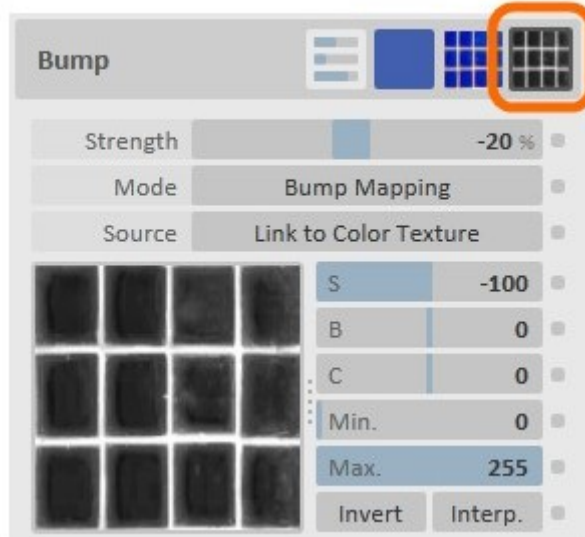 Bump
Strength -20 %
Mode Bump Mapping
Source Link to Color Texture
S -100
B 0
C 0
Min. 0
Max. 255
Invert Interp.